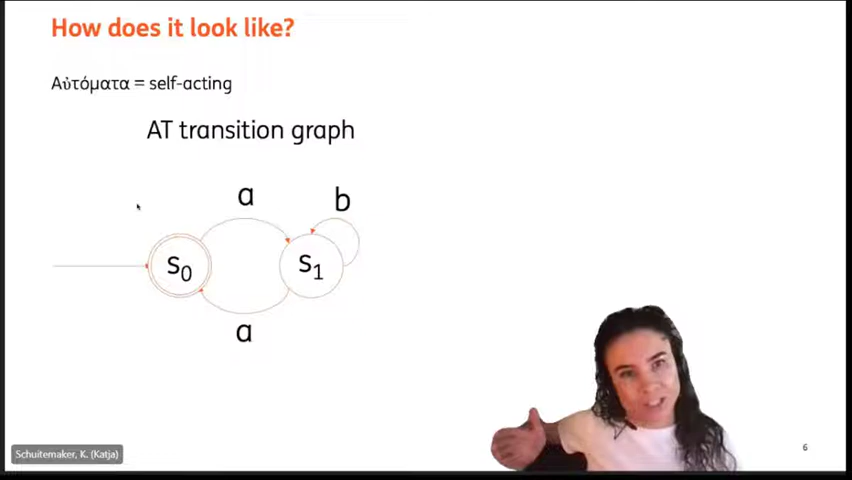 How does it look like?
Αὐτόματα = self-acting
AT transition graph
a
b
s0
s1
a
Schuitemaker, K. (Katja)
6